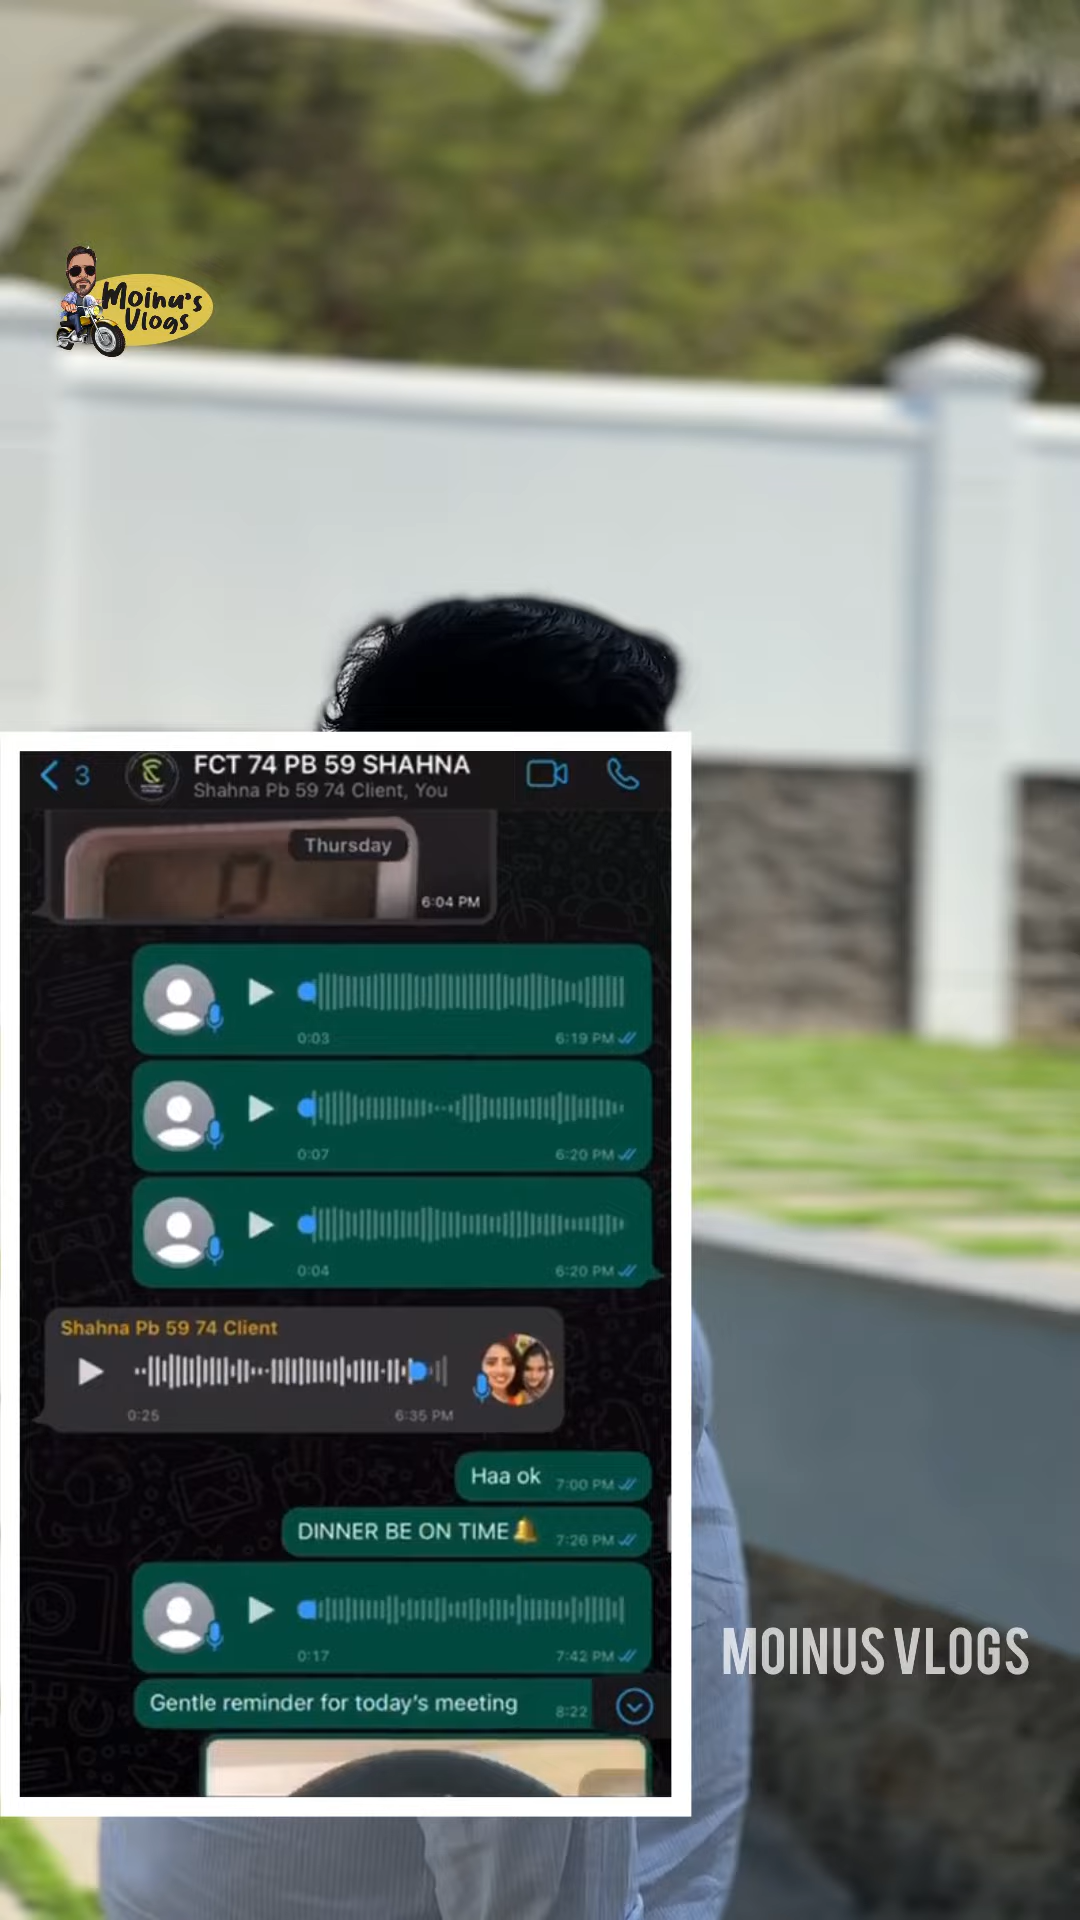 Moinu's
Vlogs
3
FCT 74 PB 59 SHAHNA
Shahna Pb 59 74 Client, You
Thursday
6:04 PM
0:03
6:19 PM
0:07
6:20 PM
0:04
6:20 PM
Shahna Pb 59 74 Client
0:25
6:35 PM
Haa ok
7:00 PM
DINNER BE ON TIME🔔
7:26 PM
0:17
7:42 PM
MOINUS VLOGS
Gentle reminder for today's meeting
8:22